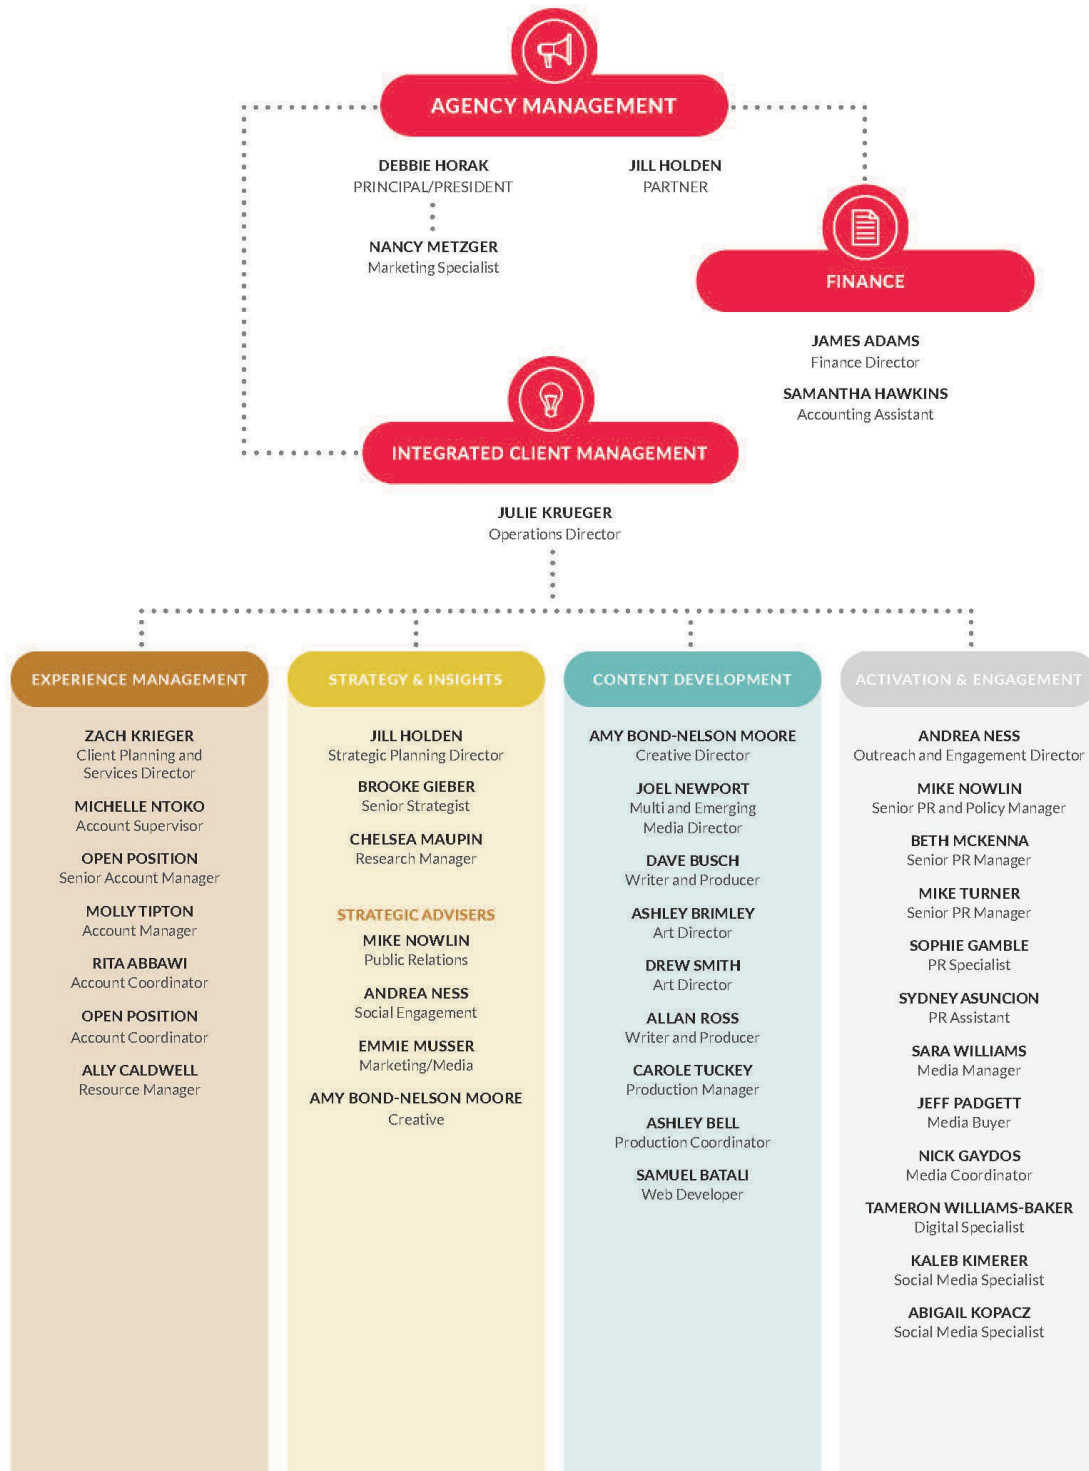 AGENCY MANAGEMENT
DEBBIE HORAK
PRINCIPAL/PRESIDENT
JILL HOLDEN
PARTNER
NANCY METZGER
Marketing Specialist
FINANCE
JAMES ADAMS
Finance Director
SAMANTHA HAWKINS
Accounting Assistant
INTEGRATED CLIENT MANAGEMENT
JULIE KRUEGER
Operations Director
EXPERIENCE MANAGEMENT
ZACH KRIEGER
Client Planning and
Services Director
MICHELLE NTOKO
Account Supervisor
OPEN POSITION
Senior Account Manager
MOLLY TIPTON
Account Manager
RITA ABBAWI
Account Coordinator
OPEN POSITION
Account Coordinator
ALLY CALDWELL
Resource Manager
STRATEGY & INSIGHTS
JILL HOLDEN
Strategic Planning Director
BROOKE GIEBER
Senior Strategist
CHELSEA MAUPIN
Research Manager
STRATEGIC ADVISERS
MIKE NOWLIN
Public Relations
ANDREA NESS
Social Engagement
EMMIE MUSSER
Marketing/Media
AMY BOND-NELSON MOORE
Creative
CONTENT DEVELOPMENT
AMY BOND-NELSON MOORE
Creative Director
JOEL NEWPORT
Multi and Emerging
Media Director
DAVE BUSCH
Writer and Producer
ASHLEY BRIMLEY
Art Director
DREW SMITH
Art Director
ALLAN ROSS
Writer and Producer
CAROLE TUCKEY
Production Manager
ASHLEY BELL
Production Coordinator
SAMUEL BATALI
Web Developer
ACTIVATION & ENGAGEMENT
ANDREA NESS
Outreach and Engagement Director
MIKE NOWLIN
Senior PR and Policy Manager
BETH MCKENNA
Senior PR Manager
MIKE TURNER
Senior PR Manager
SOPHIE GAMBLE
PR Specialist
SYDNEY ASUNCION
PR Assistant
SARA WILLIAMS
Media Manager
JEFF PADGETT
Media Buyer
NICK GAYDOS
Media Coordinator
TAMERON WILLIAMS-BAKER
Digital Specialist
KALEB KIMERER
Social Media Specialist
ABIGAIL KOPACZ
Social Media Specialist